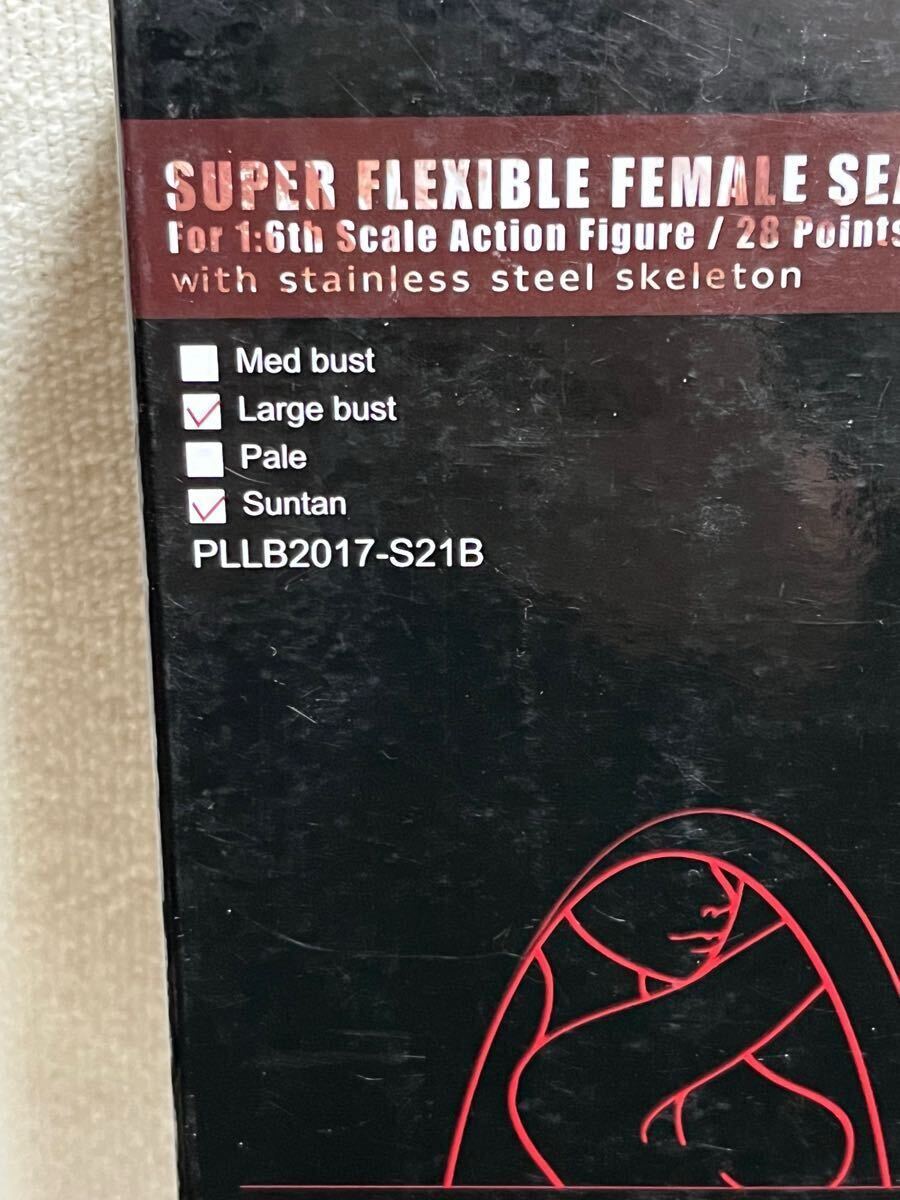 SUPER FLEXIBLE FEMALE
For 1:6th Scale Action Figure / 28 Points
with stainless steel skeleton
Med bust
Large bust
Pale
Suntan
PLLB2017-S21B